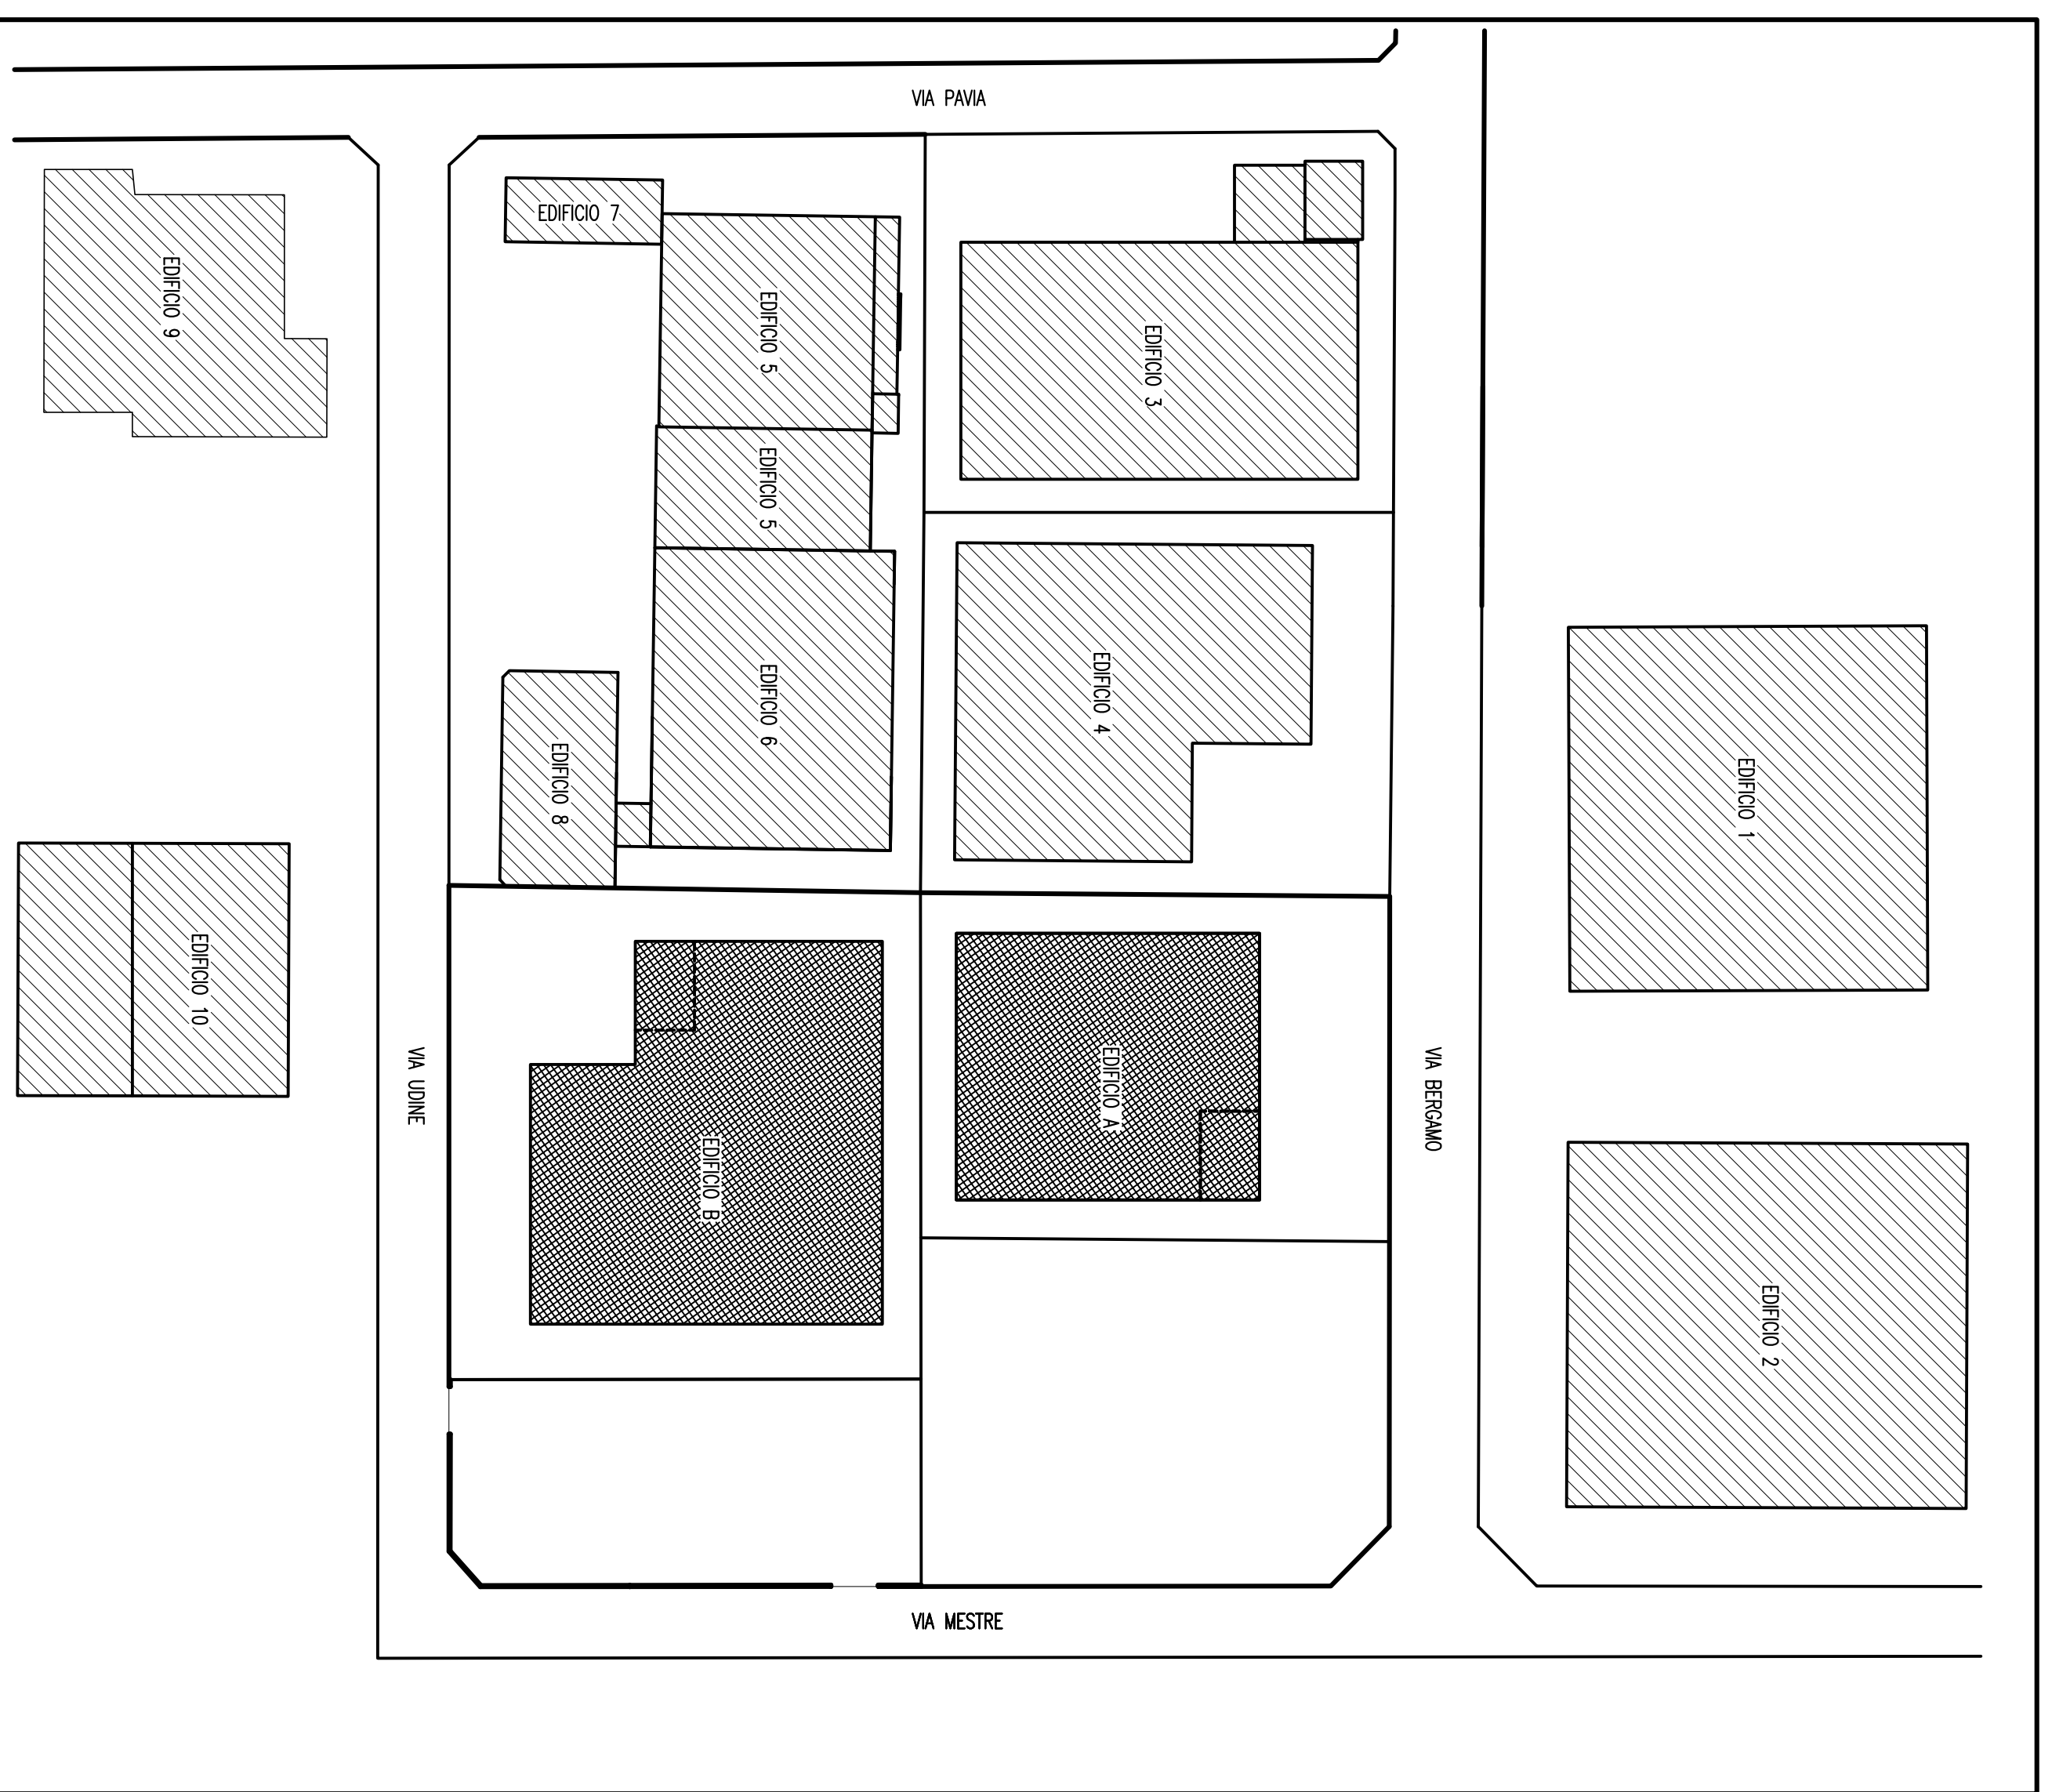 VIA PAVIA
EDIFICIO 7
EDIFICIO 9
EDIFICIO 5
EDIFICIO 3
EDIFICIO 5
EDIFICIO 6
EDIFICIO 4
EDIFICIO 8
EDIFICIO 1
EDIFICIO 10
VIA UDINE
EDIFICIO A
VIA BERGAMO
EDIFICIO B
EDIFICIO 2
VIA MESTRE